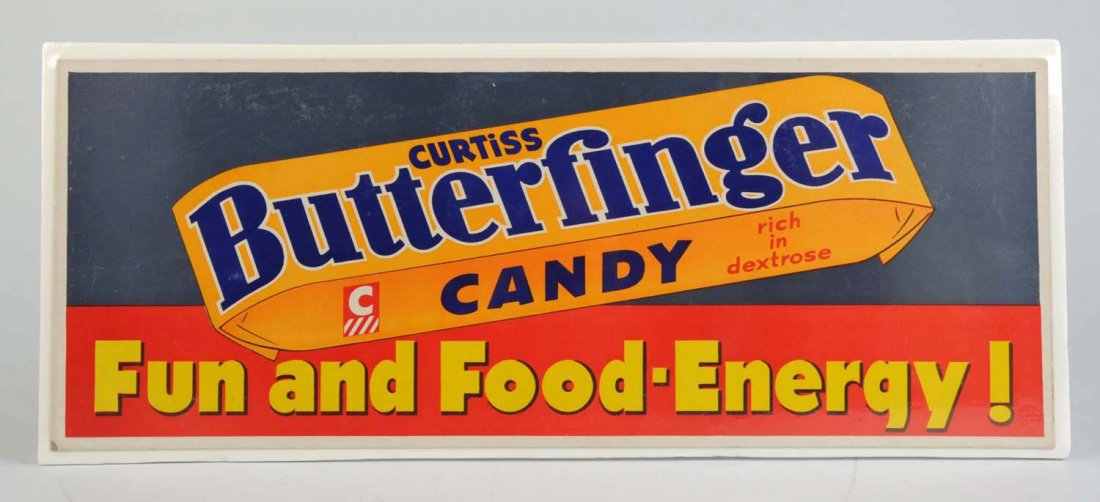 CURTiSS
Butterfinger
CANDY
rich
in
dextrose
C
Fun and Food-Energy!